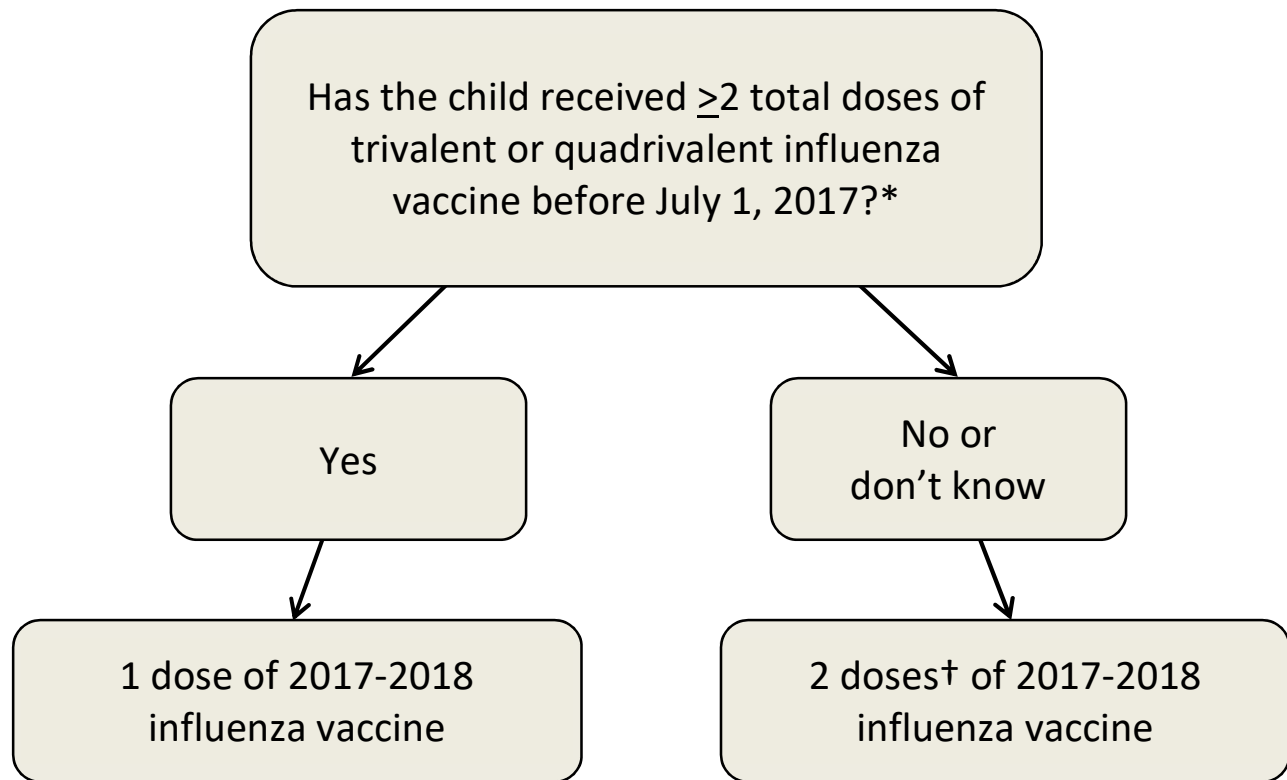 Has the child received ≥2 total doses of
trivalent or quadrivalent influenza
vaccine before July 1, 2017?*
Yes
No or
don’t know
1 dose of 2017-2018
influenza vaccine
2 doses† of 2017-2018
influenza vaccine